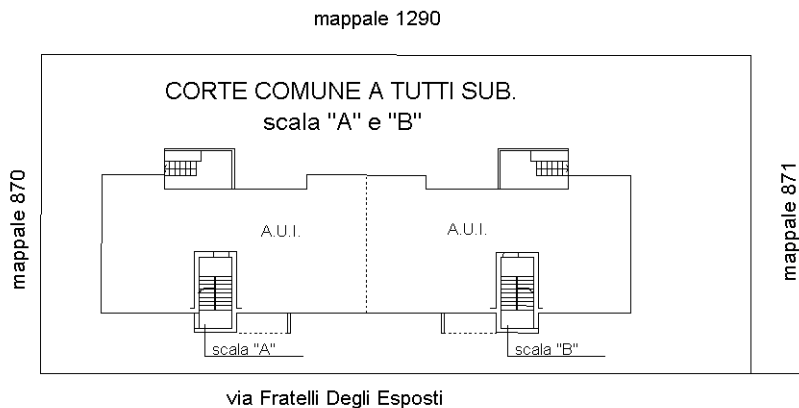 mappale 1290
CORTE COMUNE A TUTTI SUB.
scala "A" e "B"
mappale 870
mappale 871
A.U.I.
A.U.I.
scala "A"
scala "B"
via Fratelli Degli Esposti